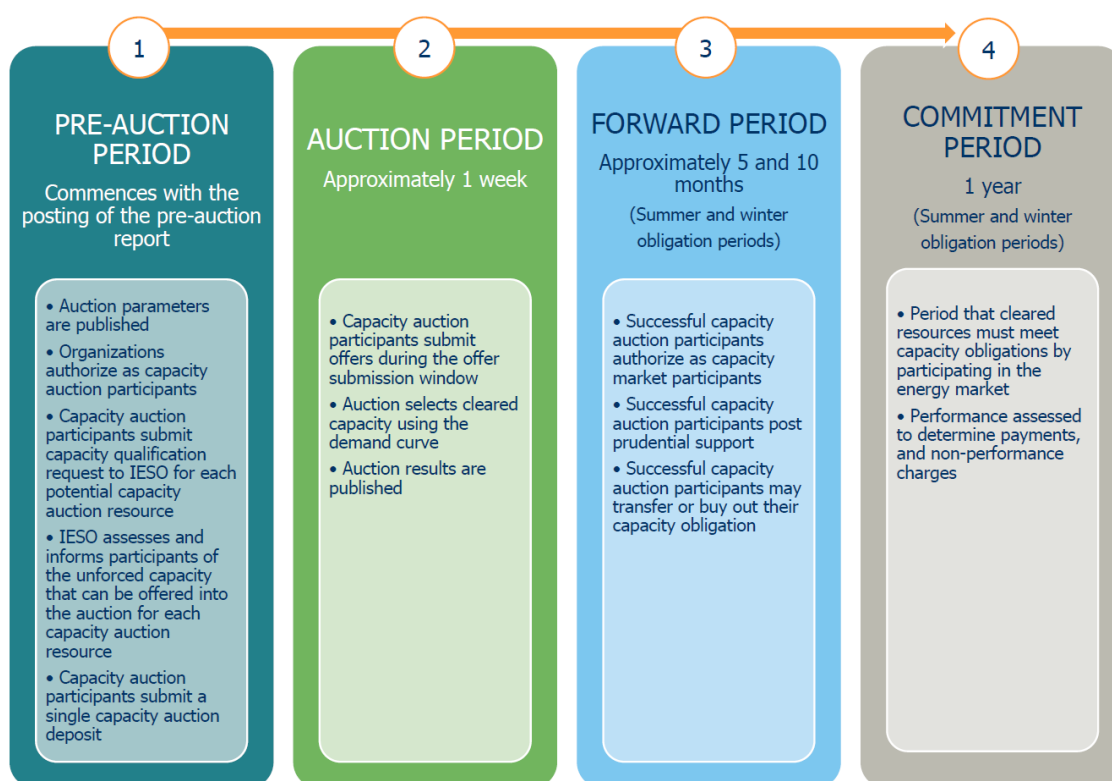 1
PRE-AUCTION
PERIOD
Commences with the
posting of the pre-auction
report
• Auction parameters
are published
• Organizations
authorize as capacity
auction participants
• Capacity auction
participants submit
capacity qualification
request to IESO for each
potential capacity
auction resource
• IESO assesses and
informs participants of
the unforced capacity
that can be offered into
the auction for each
capacity auction
resource
• Capacity auction
participants submit a
single capacity auction
deposit
2
AUCTION PERIOD
Approximately 1 week
• Capacity auction
participants submit
offers during the offer
submission window
• Auction selects cleared
capacity using the
demand curve
• Auction results are
published
3
FORWARD PERIOD
Approximately 5 and 10
months
(Summer and winter
obligation periods)
• Successful capacity
auction participants
authorize as capacity
market participants
• Successful capacity
auction participants post
prudential support
• Successful capacity
auction participants may
transfer or buy out their
capacity obligation
4
COMMITMENT
PERIOD
1 year
(Summer and winter
obligation periods)
• Period that cleared
resources must meet
capacity obligations by
participating in the
energy market
• Performance assessed
to determine payments,
and non-performance
charges